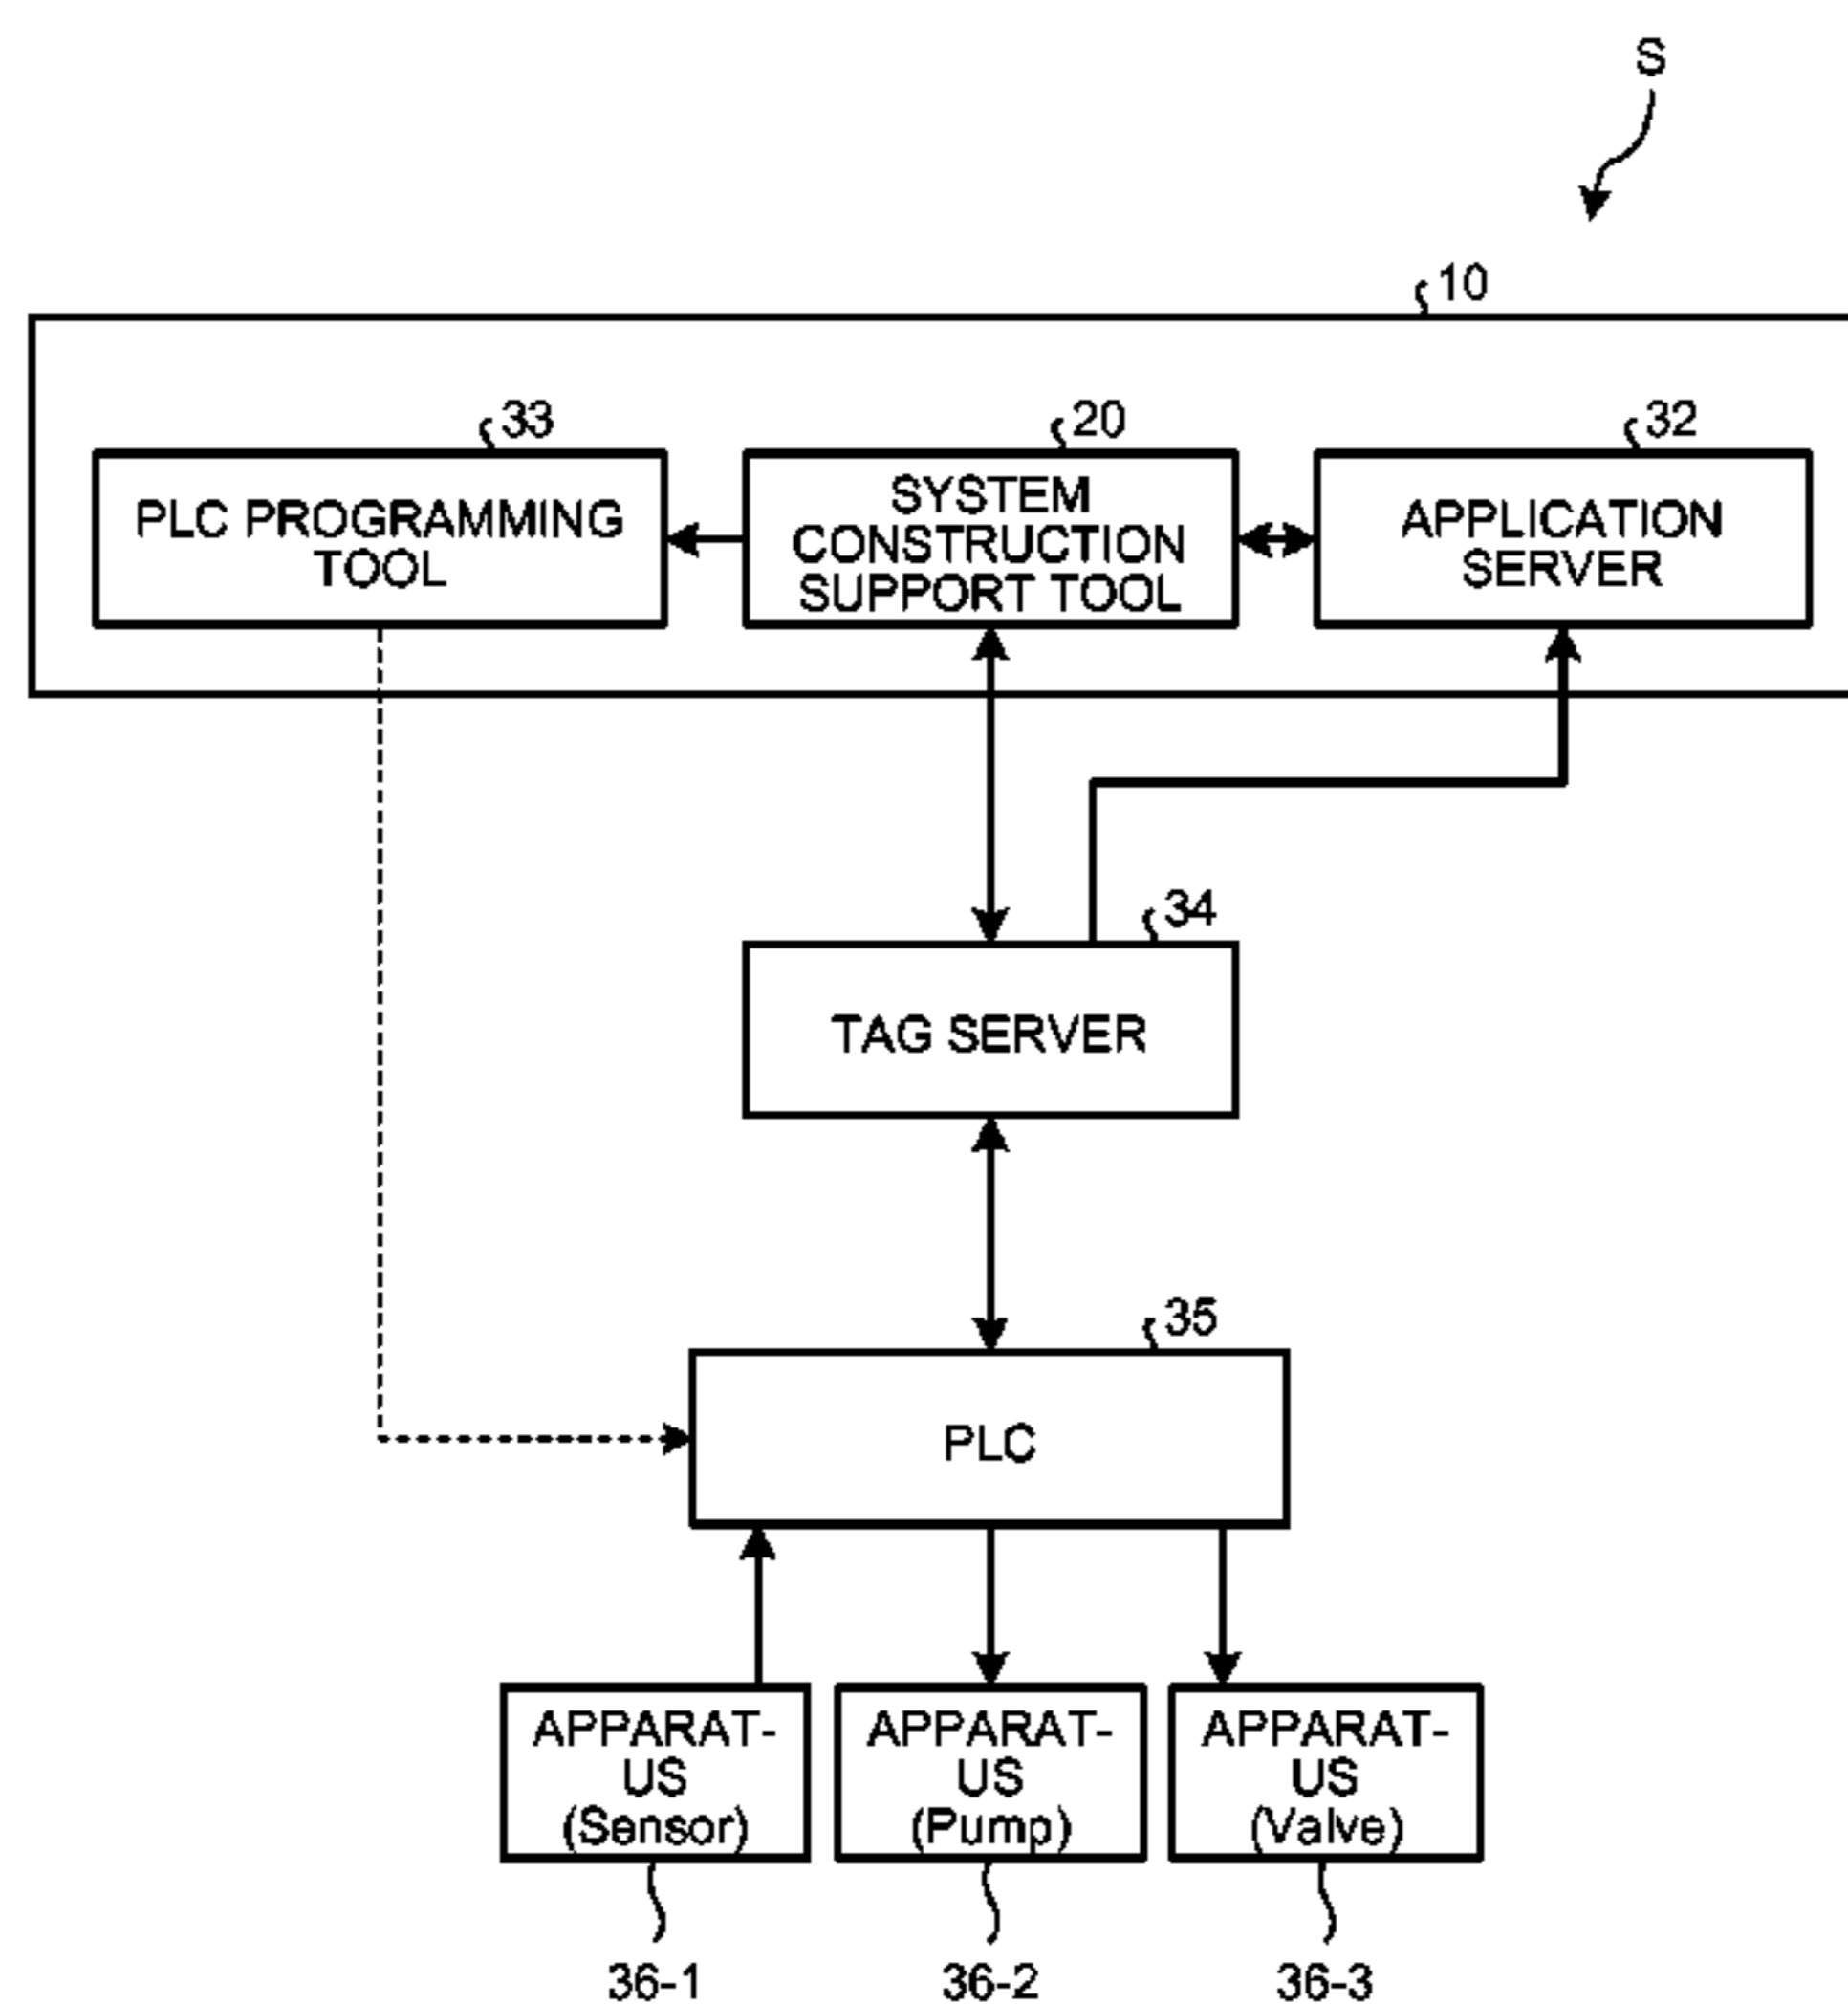 S
10
33
20
32
PLC PROGRAMMING
TOOL
SYSTEM
CONSTRUCTION
SUPPORT TOOL
APPLICATION
SERVER
34
TAG SERVER
35
PLC
APPARAT-
US
(Sensor)
APPARAT-
US
(Pump)
APPARAT-
US
(Valve)
36-1
36-2
36-3